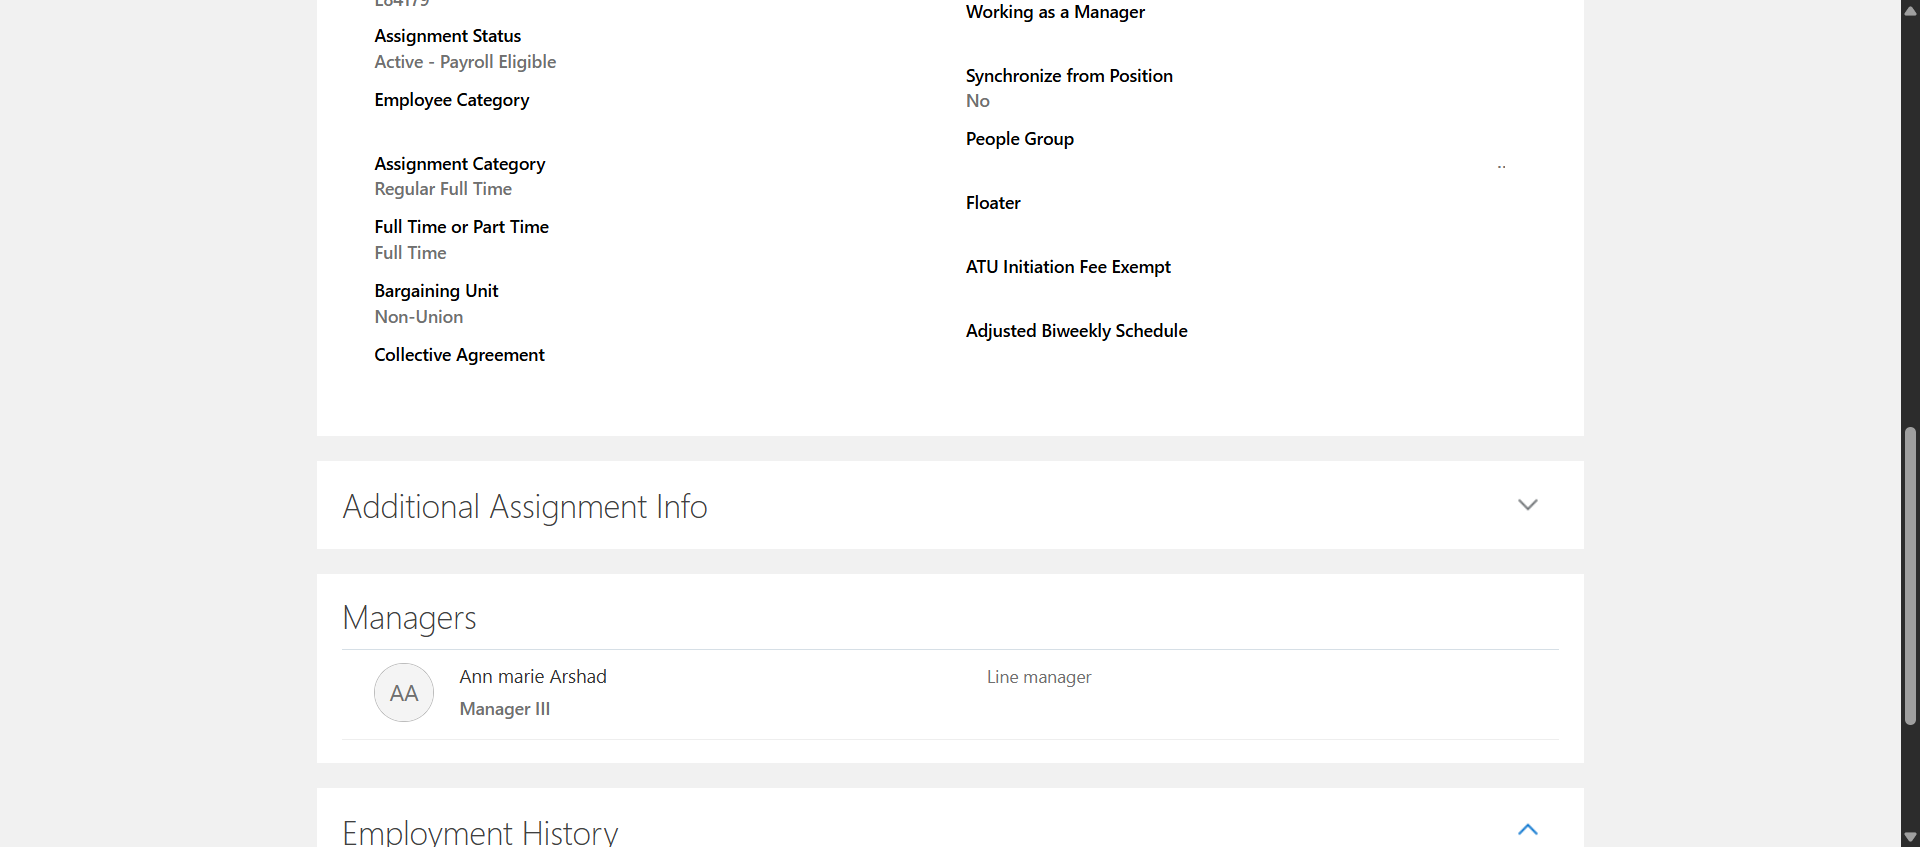 Assignment Status
Active - Payroll Eligible
Employee Category
Assignment Category
Regular Full Time
Full Time or Part Time
Full Time
Bargaining Unit
Non-Union
Collective Agreement
Working as a Manager
Synchronize from Position
No
People Group
..
Floater
ATU Initiation Fee Exempt
Adjusted Biweekly Schedule
Additional Assignment Info
Managers
AA
Ann marie Arshad
Line manager
Manager III
Employment History